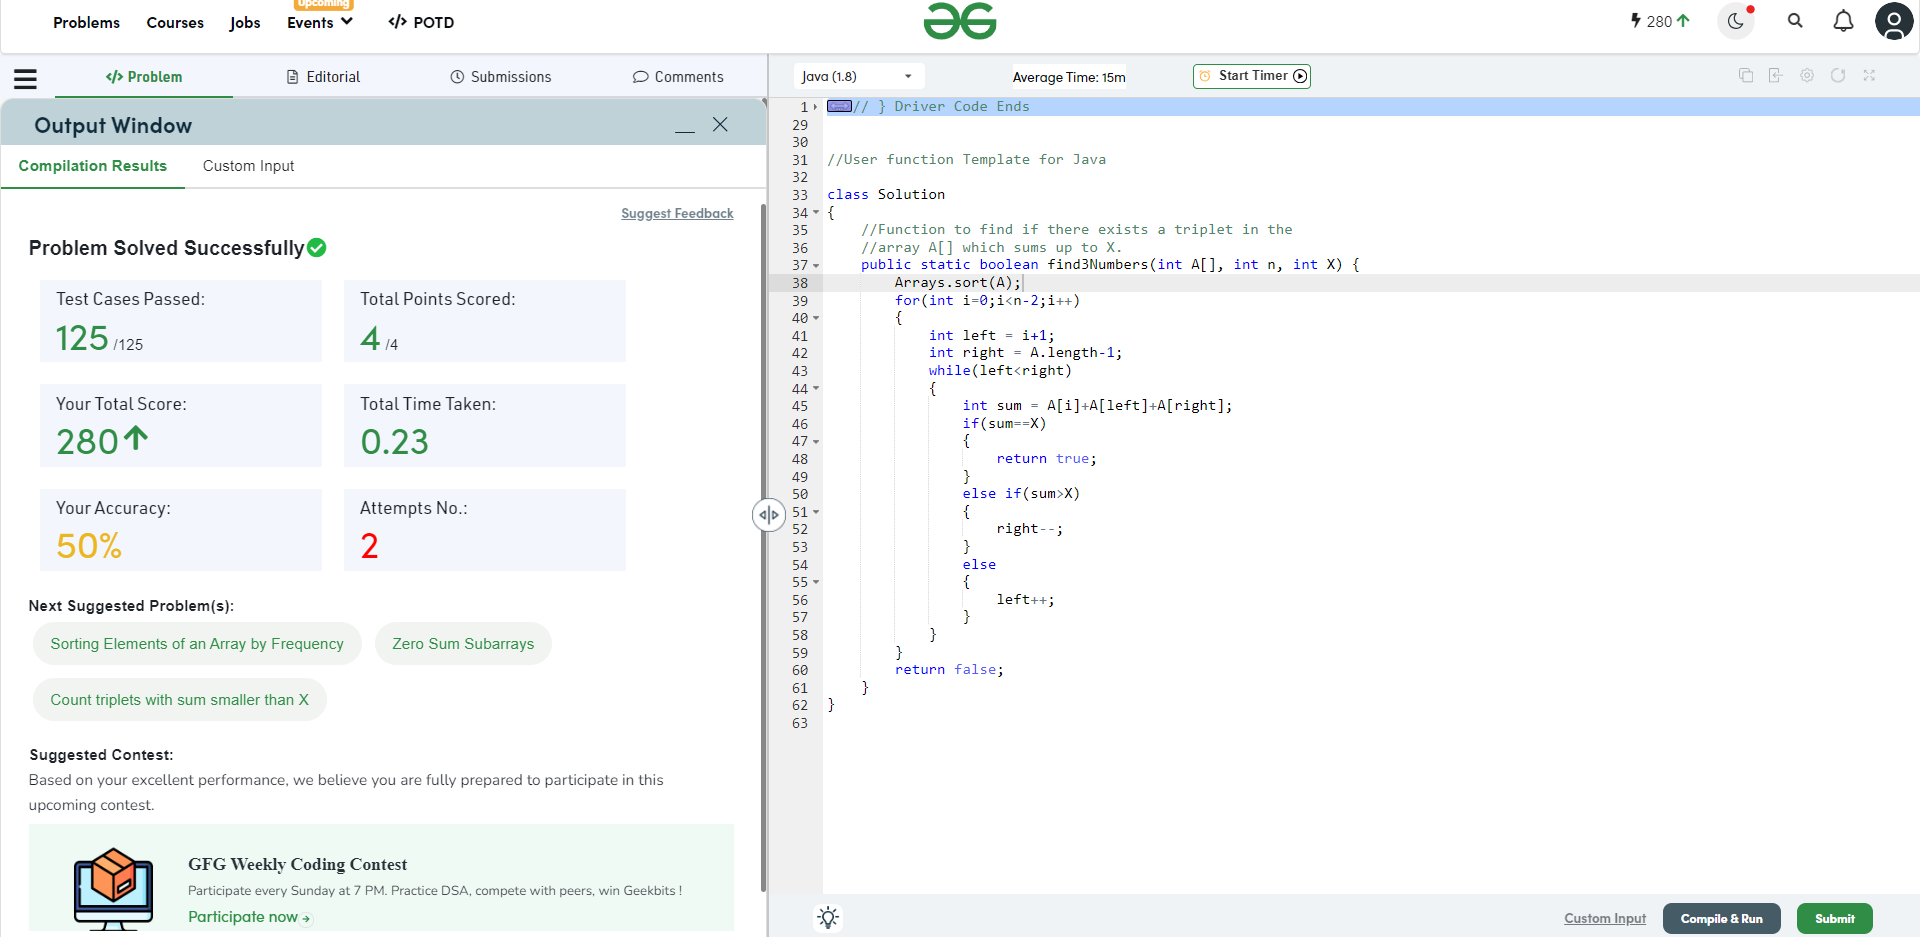 Upcoming
Problems Courses Jobs Events </> POTD
280
</> Problem Editorial Submissions Comments
Output Window
Compilation Results Custom Input
Suggest Feedback
Problem Solved Successfully
Test Cases Passed: Total Points Scored:
125 /125 4 /4
Your Total Score: Total Time Taken:
280 0.23
Your Accuracy: Attempts No.:
50% 2
Next Suggested Problem(s):
Sorting Elements of an Array by Frequency Zero Sum Subarrays
Count triplets with sum smaller than X
Suggested Contest:
Based on your excellent performance, we believe you are fully prepared to participate in this
upcoming contest.
GFG Weekly Coding Contest
Participate every Sunday at 7 PM. Practice DSA, compete with peers, win Geekbits !
Participate now
Java (1.8) Average Time: 15m Start Timer
1 // } Driver Code Ends
29
30
31 //User function Template for Java
32
33 class Solution
34 {
35 //Function to find if there exists a triplet in the
36 //array A[] which sums up to X.
37 public static boolean find3Numbers(int A[], int n, int X) {
38 Arrays.sort(A);
39 for(int i=0;i<n-2;i++)
40 {
41 int left = i+1;
42 int right = A.length-1;
43 while(left<right)
44 {
45 int sum = A[i]+A[left]+A[right];
46 if(sum==X)
47 {
48 return true;
49 }
50 else if(sum>X)
51 {
52 right--;
53 }
54 else
55 {
56 left++;
57 }
58 }
59 }
60 return false;
61 }
62 }
63
Custom Input Compile & Run Submit